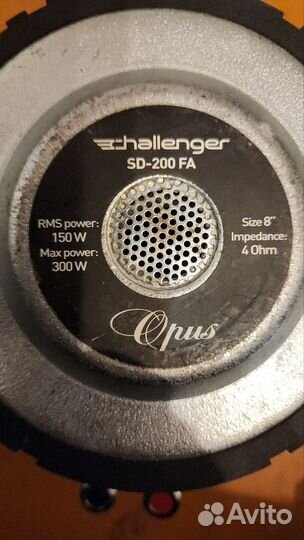 challenger
SD-200 FA
RMS power:
150 W
Max power:
300 W
Size 8"
Impedance:
4 Ohm
Opus
Avito